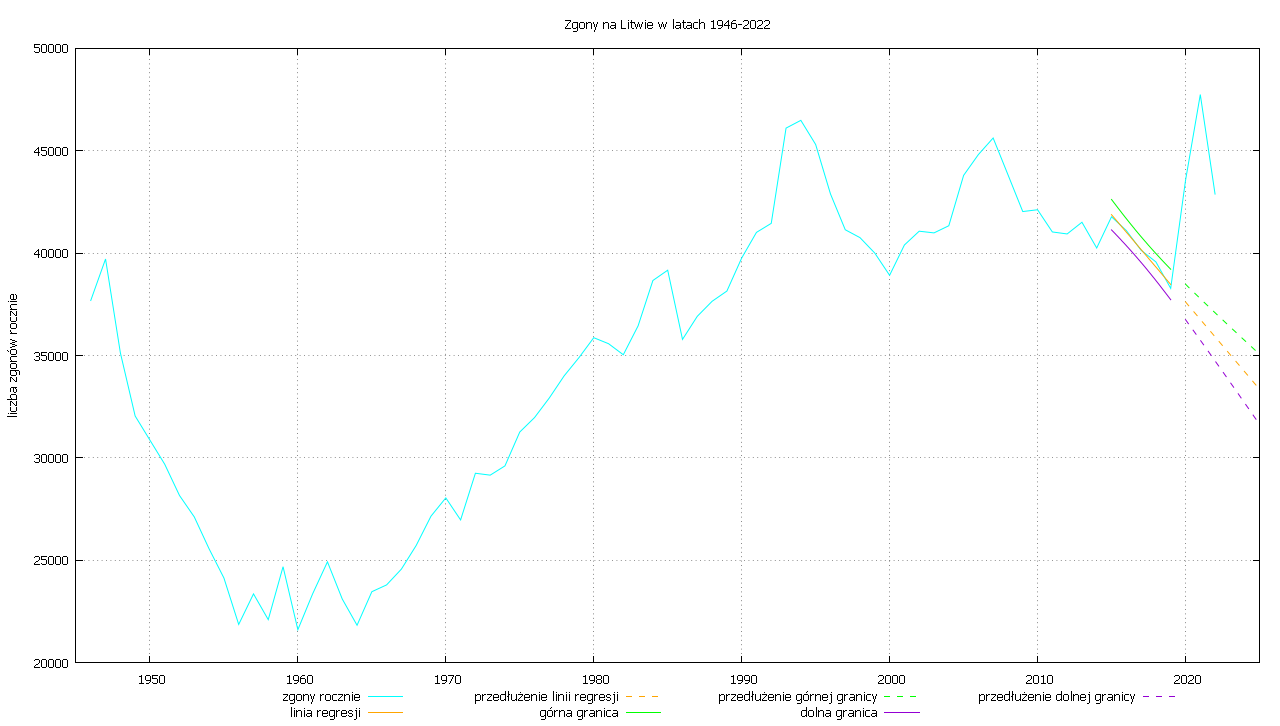 Zgony na Litwie w latach 1946-2022
50000
45000
40000
35000
30000
25000
20000
liczba zgonów rocznie
1950 1960 1970 1980 1990 2000 2010 2020
zgony rocznie przedłużenie linii regresji przedłużenie górnej granicy przedłużenie dolnej granicy
linia regresji górna granica dolna granica